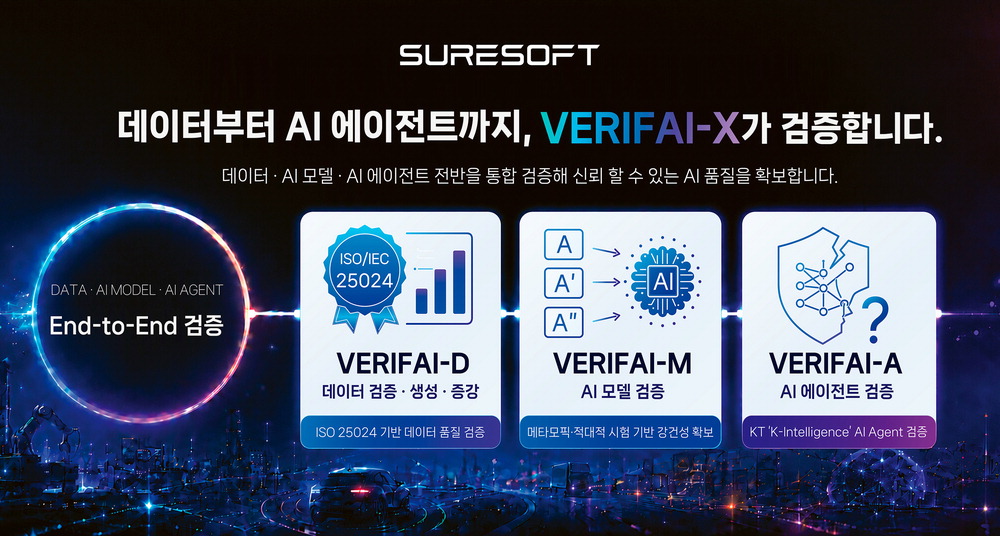 SURESOFT
데이터부터 AI 에이전트까지, VERIFAI-X가 검증합니다.
데이터 · AI 모델 · AI 에이전트 전반을 통합 검증해 신뢰 할 수 있는 AI 품질을 확보합니다.
DATA · AI MODEL · AI AGENT
End-to-End 검증
ISO/IEC
25024
VERIFAI-D
데이터 검증 · 생성 · 증강
ISO 25024 기반 데이터 품질 검증
A
A'
A"
AI
VERIFAI-M
AI 모델 검증
메타모픽·적대적 시험 기반 강건성 확보
?
VERIFAI-A
AI 에이전트 검증
KT 'K-Intelligence' AI Agent 검증